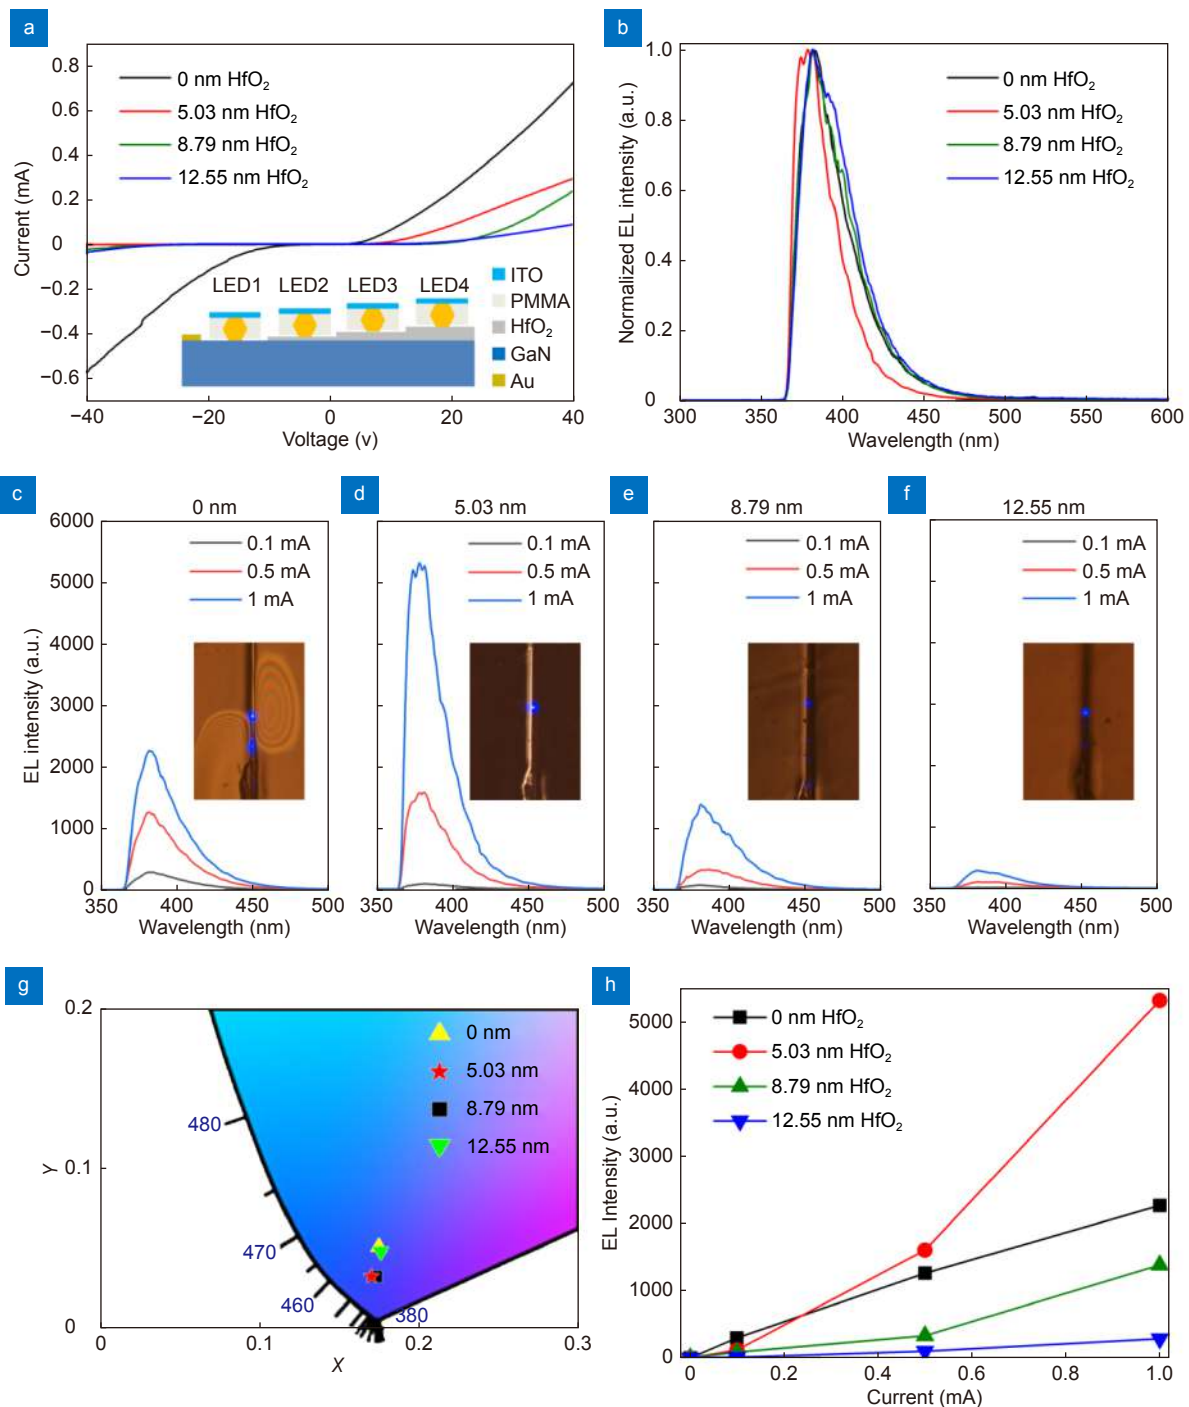 a
0.8
0.6
0.4
0.2
0
−0.2
−0.4
−0.6
Current (mA)
0 nm HfO₂
5.03 nm HfO₂
8.79 nm HfO₂
12.55 nm HfO₂
LED1 LED2 LED3 LED4
ITO
PMMA
HfO₂
GaN
Au
−40 −20 0 20 40
Voltage (v)
b
1.0
0.8
0.6
0.4
0.2
0
Normalized EL intensity (a.u.)
0 nm HfO₂
5.03 nm HfO₂
8.79 nm HfO₂
12.55 nm HfO₂
300 350 400 450 500 550 600
Wavelength (nm)
c
0 nm
6000
5000
4000
3000
2000
1000
0
EL intensity (a.u.)
0.1 mA
0.5 mA
1 mA
350 400 450 500
Wavelength (nm)
d
5.03 nm
0.1 mA
0.5 mA
1 mA
350 400 450 500
Wavelength (nm)
e
8.79 nm
0.1 mA
0.5 mA
1 mA
350 400 450 500
Wavelength (nm)
f
12.55 nm
0.1 mA
0.5 mA
1 mA
350 400 450 500
Wavelength (nm)
g
0.2
0.1
0
Y
0 nm
5.03 nm
8.79 nm
12.55 nm
480
470
460
380
0 0.1 0.2 0.3
X
h
5000
4000
3000
2000
1000
0
EL Intensity (a.u.)
0 nm HfO₂
5.03 nm HfO₂
8.79 nm HfO₂
12.55 nm HfO₂
0 0.2 0.4 0.6 0.8 1.0
Current (mA)